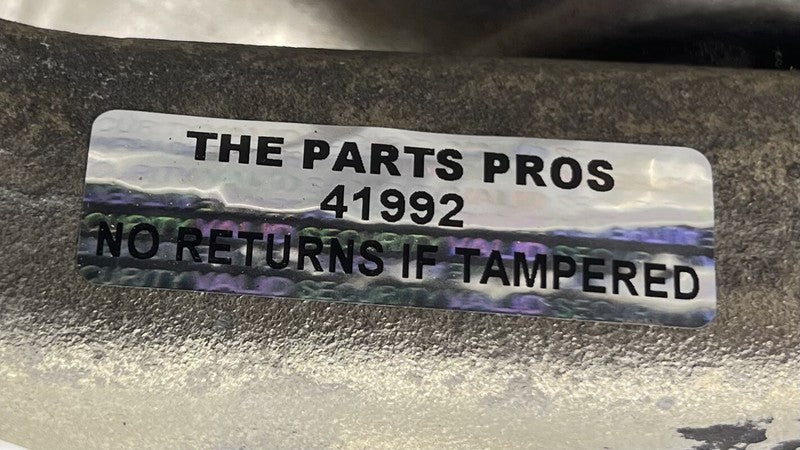 THE PARTS PROS
41992
NO RETURNS IF TAMPERED